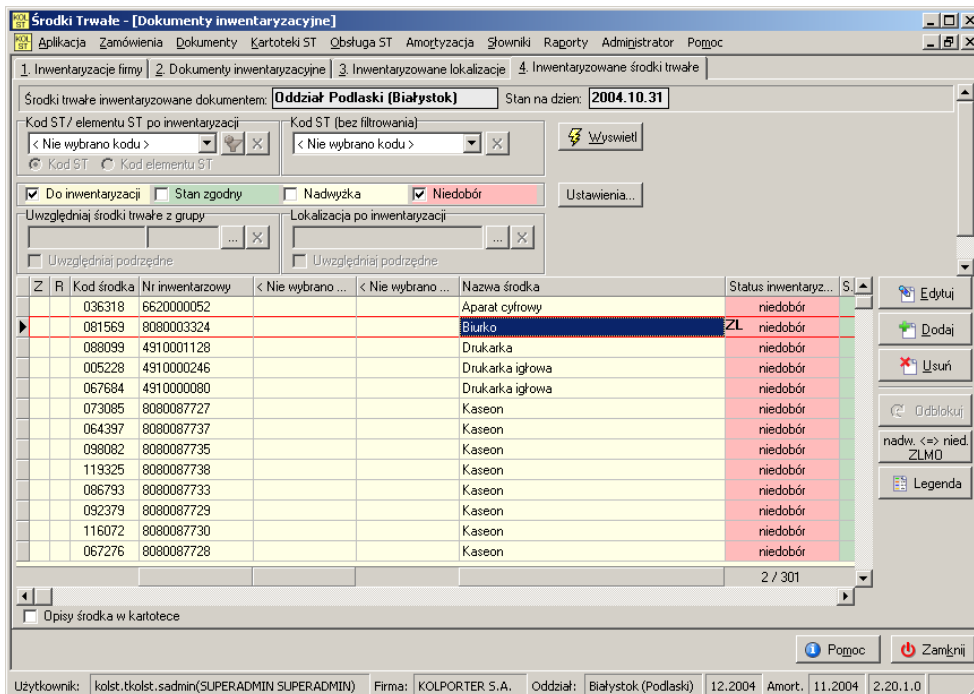 KOL ST Środki Trwałe - [Dokumenty inwentaryzacyjne]
KOL ST Aplikacja Zamówienia Dokumenty Kartoteki ST Obsługa ST Amortyzacja Słowniki Raporty Administrator Pomoc
1. Inwentaryzacje firmy 2. Dokumenty inwentaryzacyjne 3. Inwentaryzowane lokalizacje 4. Inwentaryzowane środki trwałe
Środki trwałe inwentaryzowane dokumentem: Oddział Podlaski (Białystok) Stan na dzien: 2004.10.31
Kod ST/ elementu ST po inwentaryzacji Kod ST (bez filtrowania)
< Nie wybrano kodu > < Nie wybrano kodu > Wyswietl
Kod ST Kod elementu ST
Do inwentaryzacji Stan zgodny Nadwyżka Niedobór Ustawienia...
Uwzględniaj środki trwałe z grupy Lokalizacja po inwentaryzacji
... ...
Uwzględniaj podrzędne Uwzględniaj podrzędne
Z R Kod środka Nr inwentarzowy < Nie wybrano ... < Nie wybrano ... Nazwa środka Status inwentaryz... S.
036318 6620000052 Aparat cyfrowy niedobór
081569 8080003324 Biurko ZL niedobór
088099 4910001128 Drukarka niedobór
005228 4910000246 Drukarka igłowa niedobór
067684 4910000080 Drukarka igłowa niedobór
073085 8080087727 Kaseon niedobór
064397 8080087737 Kaseon niedobór
098082 8080087735 Kaseon niedobór
119325 8080087738 Kaseon niedobór
086793 8080087733 Kaseon niedobór
092379 8080087729 Kaseon niedobór
116072 8080087730 Kaseon niedobór
067276 8080087728 Kaseon niedobór
2 / 301
Edytuj
Dodaj
Usuń
Odblokuj
nadw. <=> nied.
ZLMO
Legenda
Opisy środka w kartotece
Pomoc Zamknij
Użytkownik: kolst.tkolst.sadmin(SUPERADMIN SUPERADMIN) Firma: KOLPORTER S.A. Oddział: Białystok (Podlaski) 12.2004 Amort. 11.2004 2.20.1.0